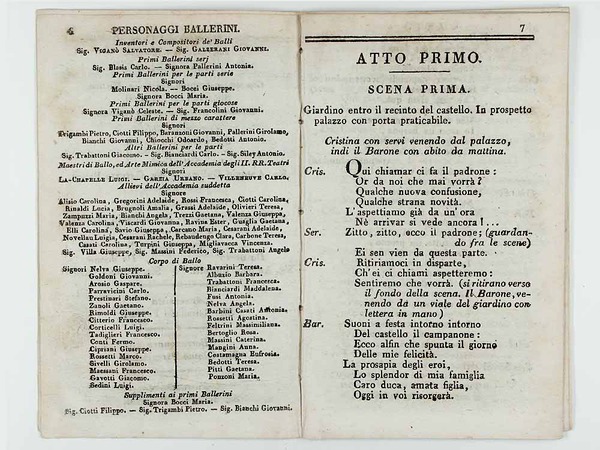 6
PERSONAGGI BALLERINI.
Inventori e Compositori de' Balli
Sig. Viganò Salvatore. — Sig. Galzerani Giovanni.
Primi Ballerini serj
Sig. Blosia Carlo. — Signora Pallerini Antonia.
Primi Ballerini per le parti serie
Signori
Molinari Nicola. — Bocci Giuseppe.
Signora Bocci Maria.
Primi Ballerini per le parti giocose
Signora Viganò Celeste. — Sig. Francolini Giovanni.
Primi Ballerini di mezzo carattere
Signori
Trigambi Pietro, Ciotti Filippo, Baranzoni Giovanni, Pallerini Girolamo,
Bianchi Giovanni, Chiocchi Odoardo, Bedotti Antonio.
Altri Ballerini per le parti
Sig. Trabattoni Giacomo. — Sig. Bianciardi Carlo. — Sig. Siley Antonio.
Maestri di Ballo, ed Arte Mimica dell'Accademia degl'II. RR. Teatri
Signori
La-Chapelle Luigi. — Garzia Urbano. — Villeneuve Carlo.
Allievi dell'Accademia suddetta
Signore
Alisio Carolina, Gregorini Adelaide, Rossi Francesca, Ciotti Carolina,
Rinaldi Lucia, Brugnoli Amalia, Grassi Adelaide, Olivieri Teresa,
Zampuzzi Maria, Bianchi Angela, Trezzi Gaetana, Valenza Giuseppa,
Valenza Carolina, Viscardi Giovanna, Ravina Ester, Guaglia Gaetana,
Elli Carolina, Savio Giuseppa, Carcano Maria, Cesarani Adelaide,
Novellau Luigia, Cesarani Rachele, Rebaudengo Clara, Carbone Teresa,
Casati Carolina, Turpini Giuseppa, Migliavacca Vincenza.
Sig. Villa Giuseppe, Sig. Massini Federico, Sig. Trabattoni Angelo
Corpo di Ballo
Signori Nelva Giuseppe.
Goldoni Giovanni.
Arosio Gaspare.
Parravicini Carlo.
Prestinari Stefano.
Zanoli Gaetano.
Rimoldi Giuseppe.
Citterio Francesco.
Corticelli Luigi.
Tadiglieri Francesco.
Conti Fermo.
Cipriani Giuseppe.
Rossetti Marco.
Sivelli Girolamo.
Maessani Francesco.
Gavotti Giacomo.
Bedini Luigi.
Signore Ravarini Teresa.
Albuzio Barbara.
Trabattoni Francesca.
Bianciardi Maddalena.
Fusi Antonia.
Nelva Angela.
Barbini Casati Antonia.
Rossetti Agostina.
Feltrini Massimiliana.
Bertoglio Rosa.
Massini Caterina.
Mangini Anna.
Costamagna Eufrosia.
Bedotti Teresa.
Pitti Gaetana.
Ponzoni Maria.
Supplimenti ai primi Ballerini
Signora Bocci Maria.
Sig. Ciotti Filippo. — Sig. Trigambi Pietro. — Sig. Bianchi Giovanni.
7
ATTO PRIMO.
SCENA PRIMA.
Giardino entro il recinto del castello. In prospetto
palazzo con porta praticabile.
Cristina con servi venendo dal palazzo,
indi il Barone con abito da mattina.
Cris. Qui chiamar ci fa il padrone:
Or da noi che mai vorrà?
Qualche nuova confusione,
Qualche strana novità.
L'aspettiamo già da un'ora
Nè arrivar si vede ancora!...
Ser. Zitto, zitto, ecco il padrone; (guardan-
do fra le scene)
Ei sen vien da questa parte.
Cris. Ritiriamoci in disparte,
Ch'ei ci chiami aspetteremo:
Sentiremo che vorrà. (si ritirano verso
il fondo della scena. Il Barone, ve-
nendo da un viale del giardino con
lettera in mano)
Bar. Suoni a festa intorno intorno
Del castello il campanone:
Ecco alfin che spunta il giorno
Delle mie felicità.
La prosapia degli eroi,
Lo splendor di mia famiglia
Caro duca, amata figlia,
Oggi in voi risorgerà.